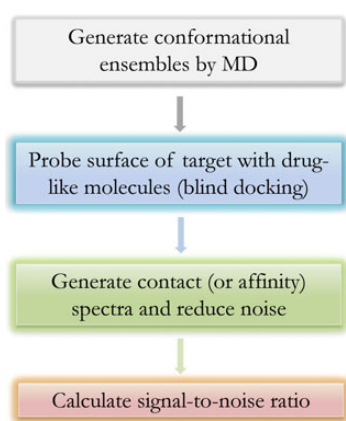 Generate conformational
ensembles by MD
Probe surface of target with drug-
like molecules (blind docking)
Generate contact (or affinity)
spectra and reduce noise
Calculate signal-to-noise ratio